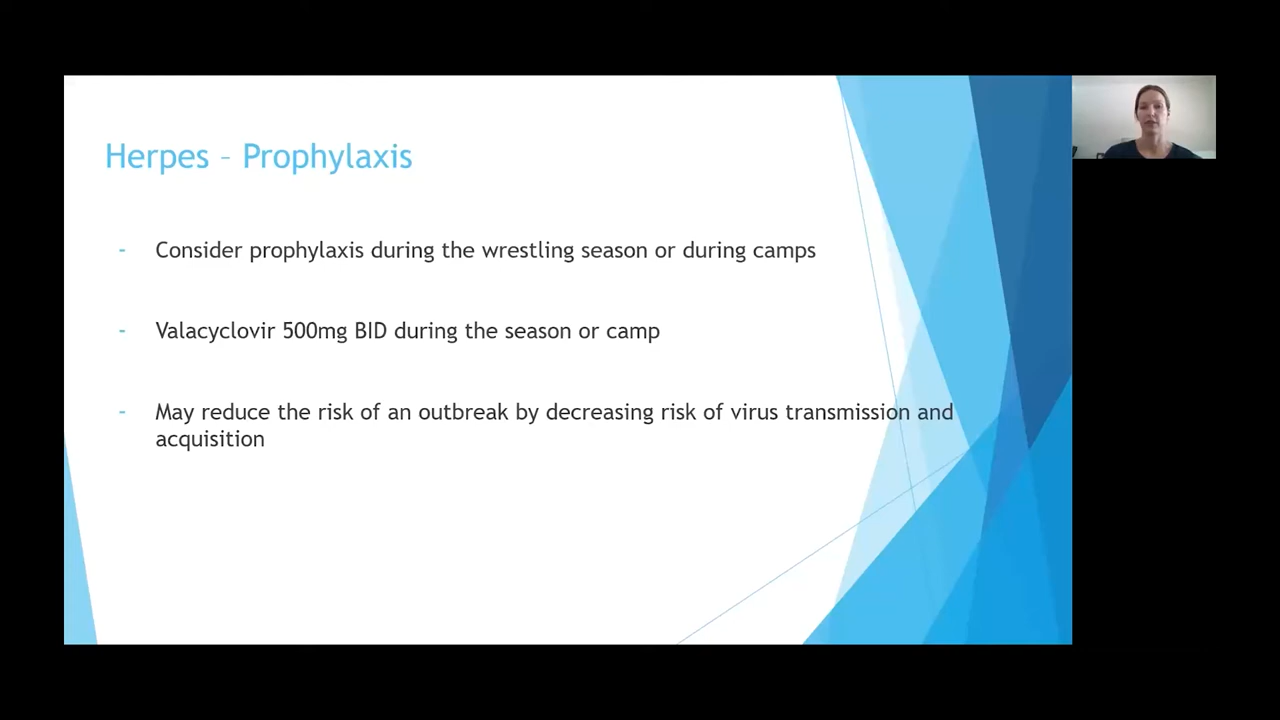 Herpes – Prophylaxis
- Consider prophylaxis during the wrestling season or during camps
- Valacyclovir 500mg BID during the season or camp
- May reduce the risk of an outbreak by decreasing risk of virus transmission and
acquisition